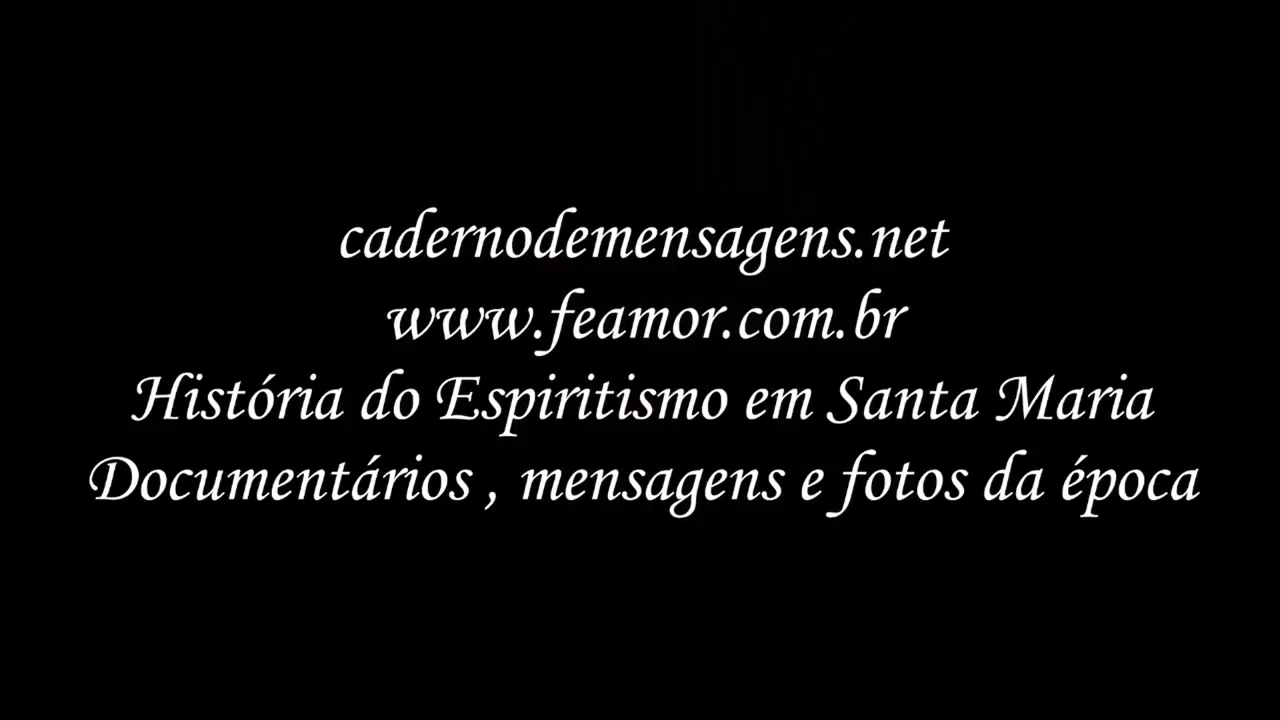 cadernodemensagens.net
www.feamor.com.br
História do Espiritismo em Santa Maria
Documentários , mensagens e fotos da época